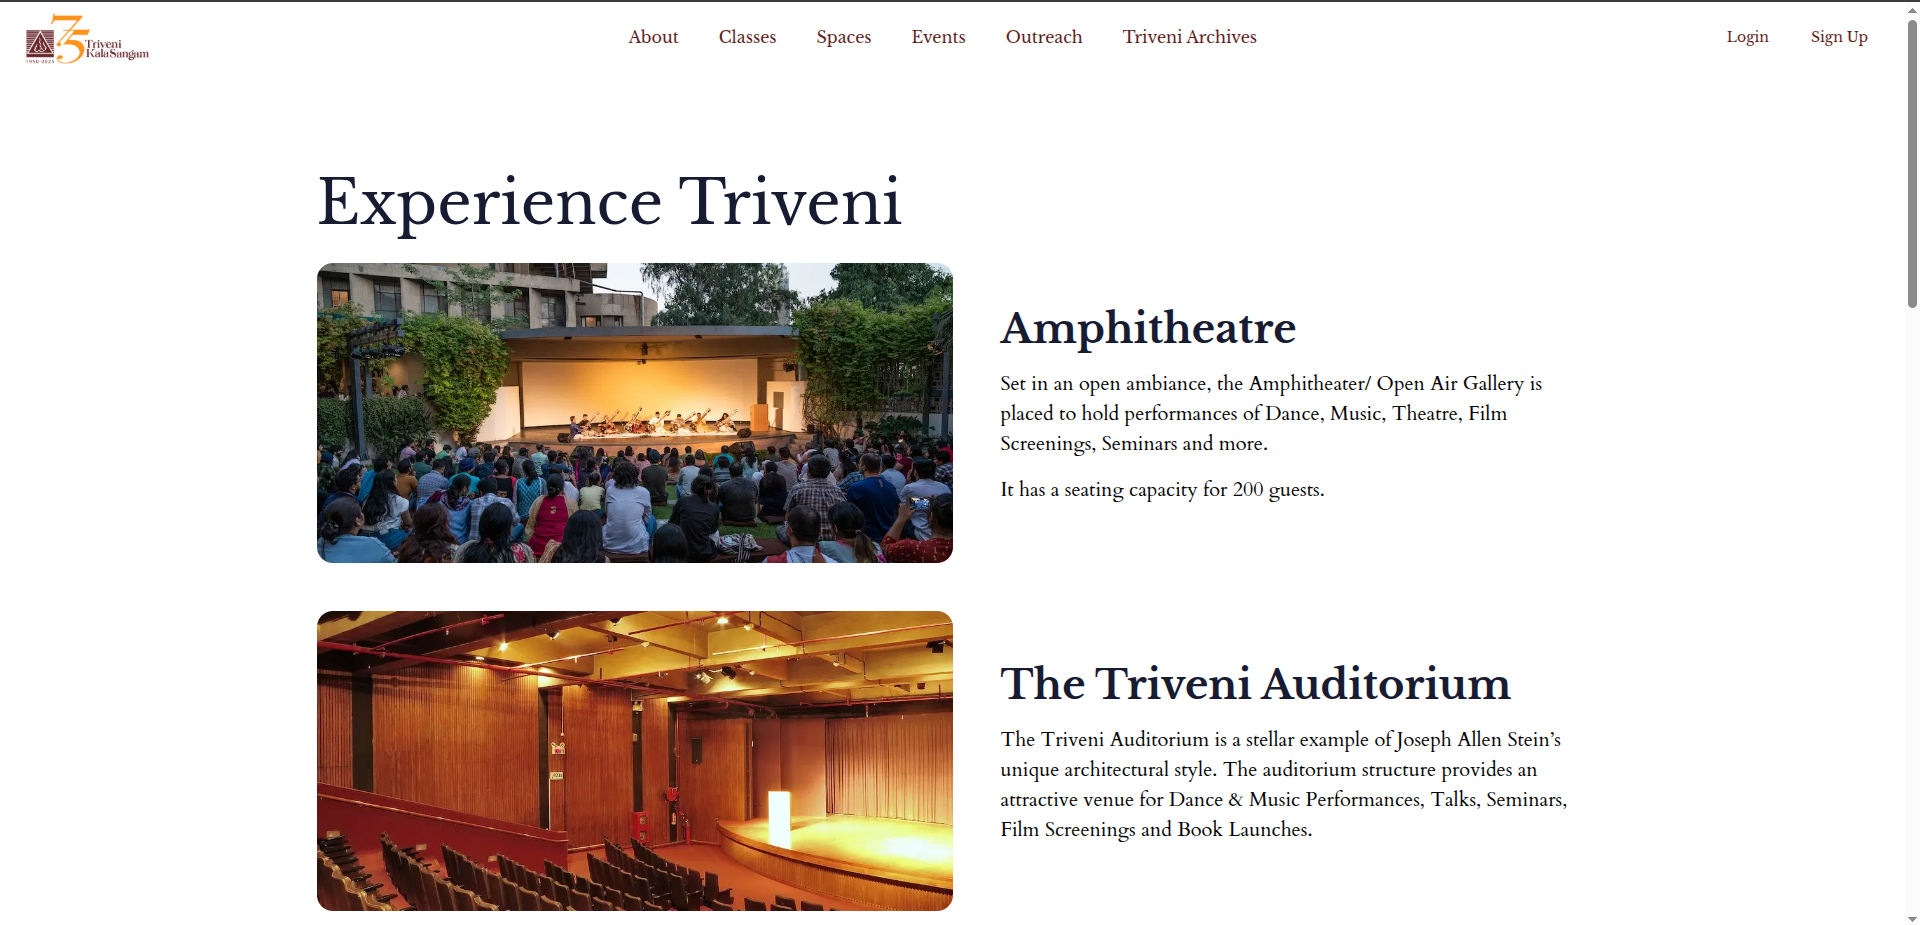 75
Triveni
KalaSangam
1950-2025
About
Classes
Spaces
Events
Outreach
Triveni Archives
Login
Sign Up
Experience Triveni
Amphitheatre
Set in an open ambiance, the Amphitheater/ Open Air Gallery is
placed to hold performances of Dance, Music, Theatre, Film
Screenings, Seminars and more.
It has a seating capacity for 200 guests.
The Triveni Auditorium
The Triveni Auditorium is a stellar example of Joseph Allen Stein’s
unique architectural style. The auditorium structure provides an
attractive venue for Dance & Music Performances, Talks, Seminars,
Film Screenings and Book Launches.